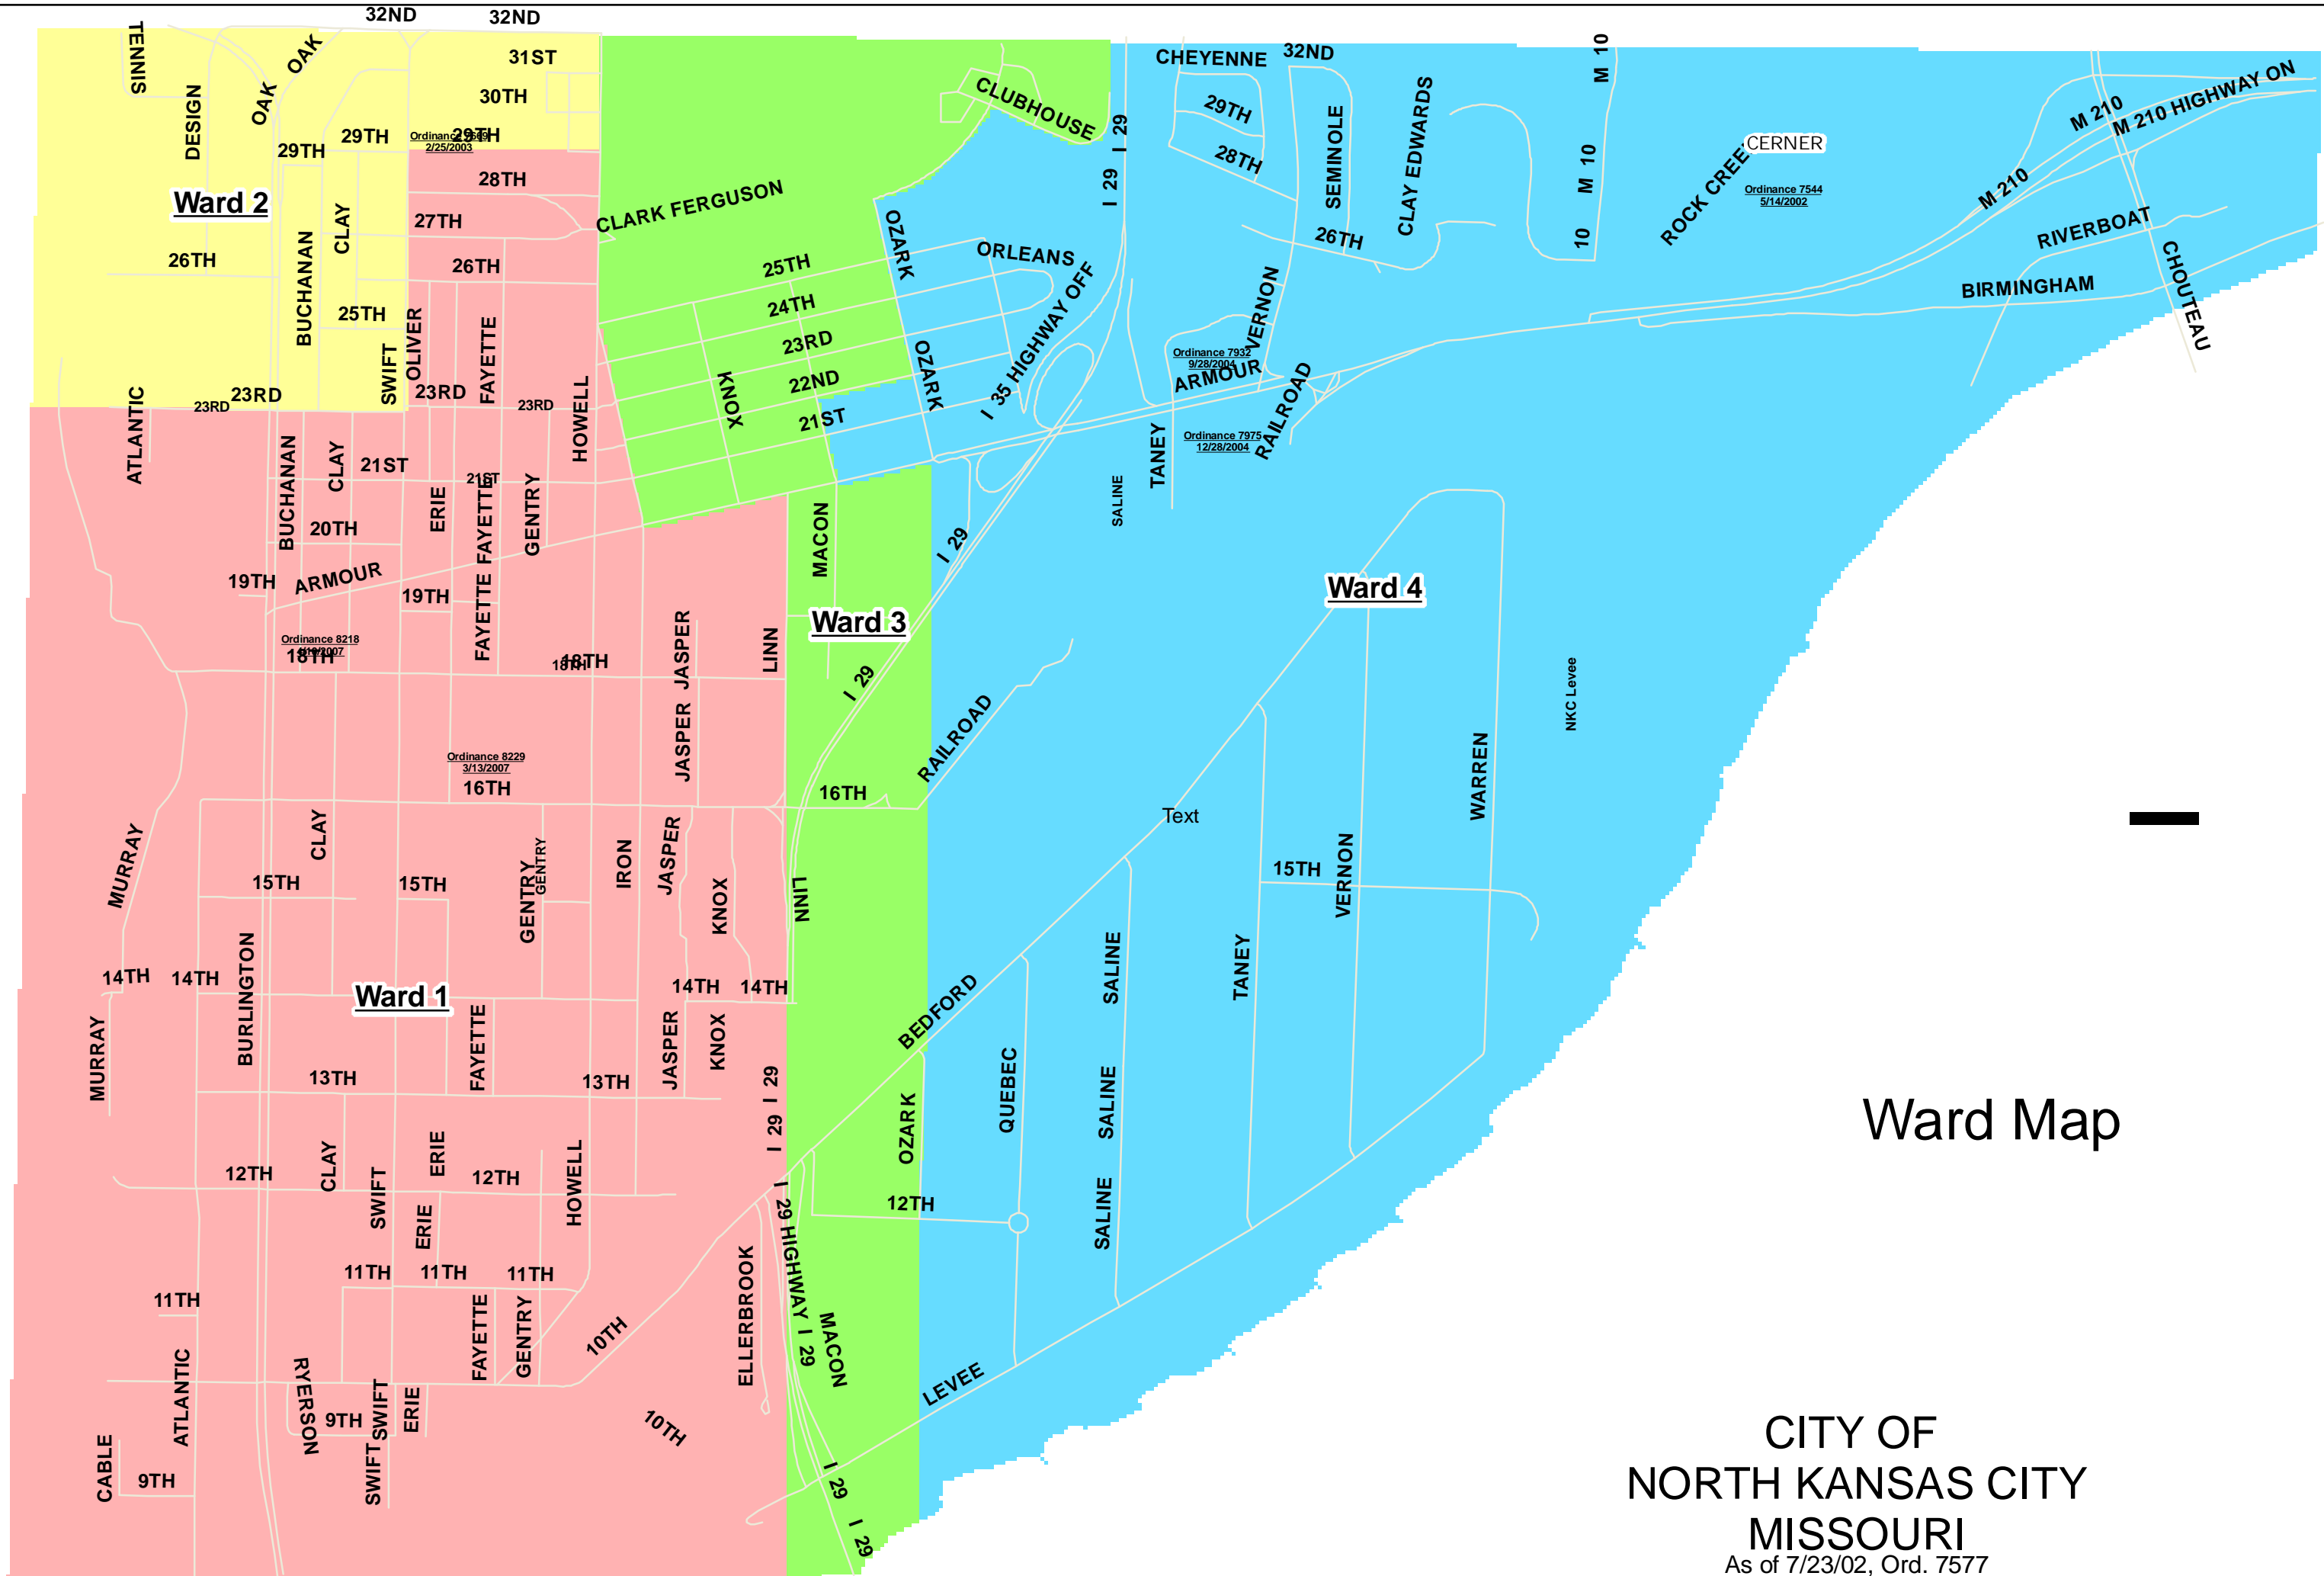 32ND
32ND
TENNIS
OAK
31ST
CHEYENNE
32ND
M 10
DESIGN
OAK
30TH
CLUBHOUSE
29TH
SEMINOLE
CLAY EDWARDS
M 210 HIGHWAY ON
M 210
29TH
29TH
29TH
Ordinance
2/25/2003
I 29
I 29
28TH
M 10
CERNER
ROCK CREEK
Ordinance 7544
5/14/2002
M 210
Ward 2
28TH
CLARK FERGUSON
27TH
CLAY
OZARK
ORLEANS
26TH
10
RIVERBOAT
CHOUTEAU
26TH
BUCHANAN
26TH
25TH
I 35 HIGHWAY OFF
VERNON
BIRMINGHAM
25TH
24TH
OLIVER
FAYETTE
23RD
OZARK
Ordinance 7932
9/28/2004
SWIFT
22ND
KNOX
ARMOUR
RAILROAD
ATLANTIC
23RD
23RD
23RD
23RD
HOWELL
21ST
TANEY
Ordinance 7975
12/28/2004
BUCHANAN
CLAY
21ST
21ST
ERIE
FAYETTE
GENTRY
SALINE
20TH
MACON
I 29
19TH
ARMOUR
19TH
FAYETTE
Ward 3
Ward 4
Ordinance 8218
18TH
18TH
18TH
JASPER
LINN
I 29
JASPER
RAILROAD
NKC Levee
Ordinance 8229
3/13/2007
16TH
16TH
WARREN
Text
MURRAY
CLAY
GENTRY
GENTRY
IRON
JASPER
15TH
15TH
KNOX
LINN
15TH
VERNON
BURLINGTON
SALINE
TANEY
14TH
14TH
14TH
14TH
Ward 1
BEDFORD
MURRAY
FAYETTE
JASPER
KNOX
QUEBEC
13TH
13TH
I 29
I 29
SALINE
OZARK
Ward Map
12TH
CLAY
SWIFT
ERIE
12TH
HOWELL
12TH
SALINE
ERIE
I 29 HIGHWAY
11TH
11TH
11TH
11TH
ELLERBROOK
FAYETTE
GENTRY
10TH
I 29
MACON
ATLANTIC
RYERSON
SWIFT
ERIE
LEVEE
9TH
10TH
CABLE
9TH
SWIFT
I 29
I 29
CITY OF
NORTH KANSAS CITY
MISSOURI
As of 7/23/02, Ord. 7577